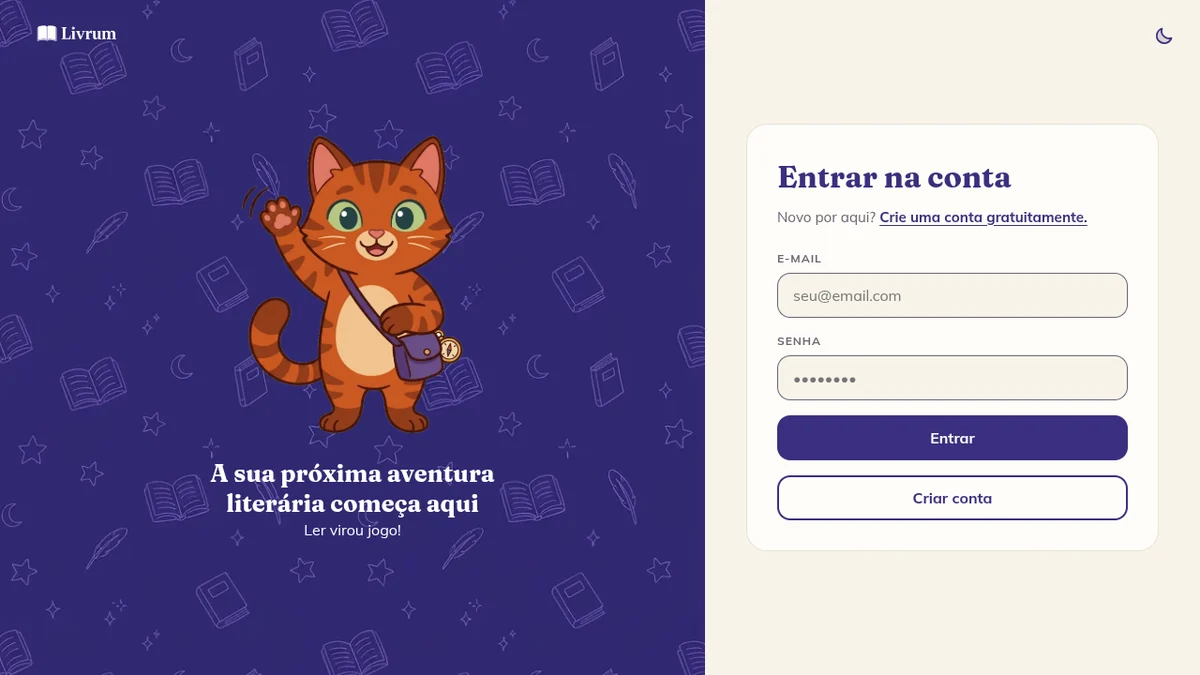 Livrum
A sua próxima aventura
literária começa aqui
Ler virou jogo!
Entrar na conta
Novo por aqui? Crie uma conta gratuitamente.
E-MAIL
seu@email.com
SENHA
••••••••
Entrar
Criar conta